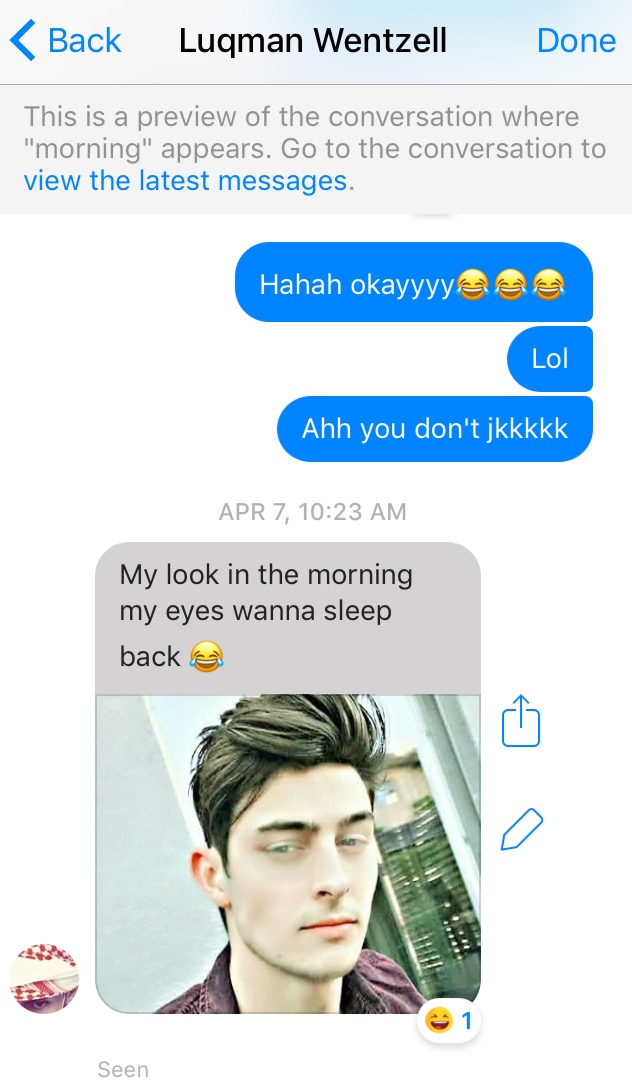 Back Luqman Wentzell Done
This is a preview of the conversation where
"morning" appears. Go to the conversation to
view the latest messages.
Hahah okayyyy😂😂😂
Lol
Ahh you don't jkkkkk
APR 7, 10:23 AM
My look in the morning
my eyes wanna sleep
back 😂
😄 1
Seen